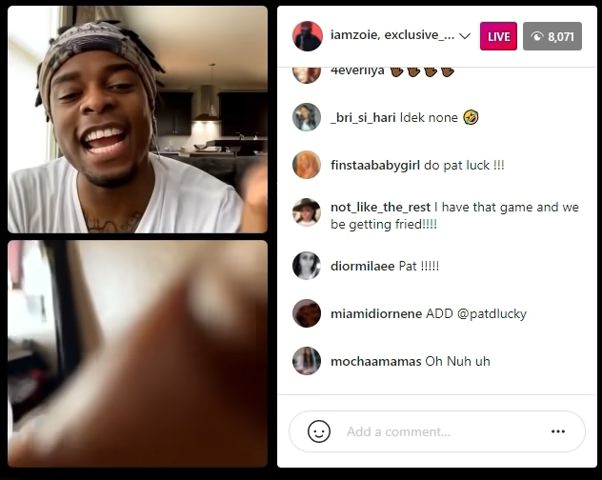 iamzoie, exclusive_... LIVE 8,071
4everliya ✊🏾✊🏾✊🏾✊🏾
_bri_si_hari Idek none 🤣
finstaababygirl do pat luck !!!
not_like_the_rest I have that game and we
be getting fried!!!!
diormilaee Pat !!!!!
miamidiornene ADD @patdlucky
mochaamamas Oh Nuh uh
Add a comment...